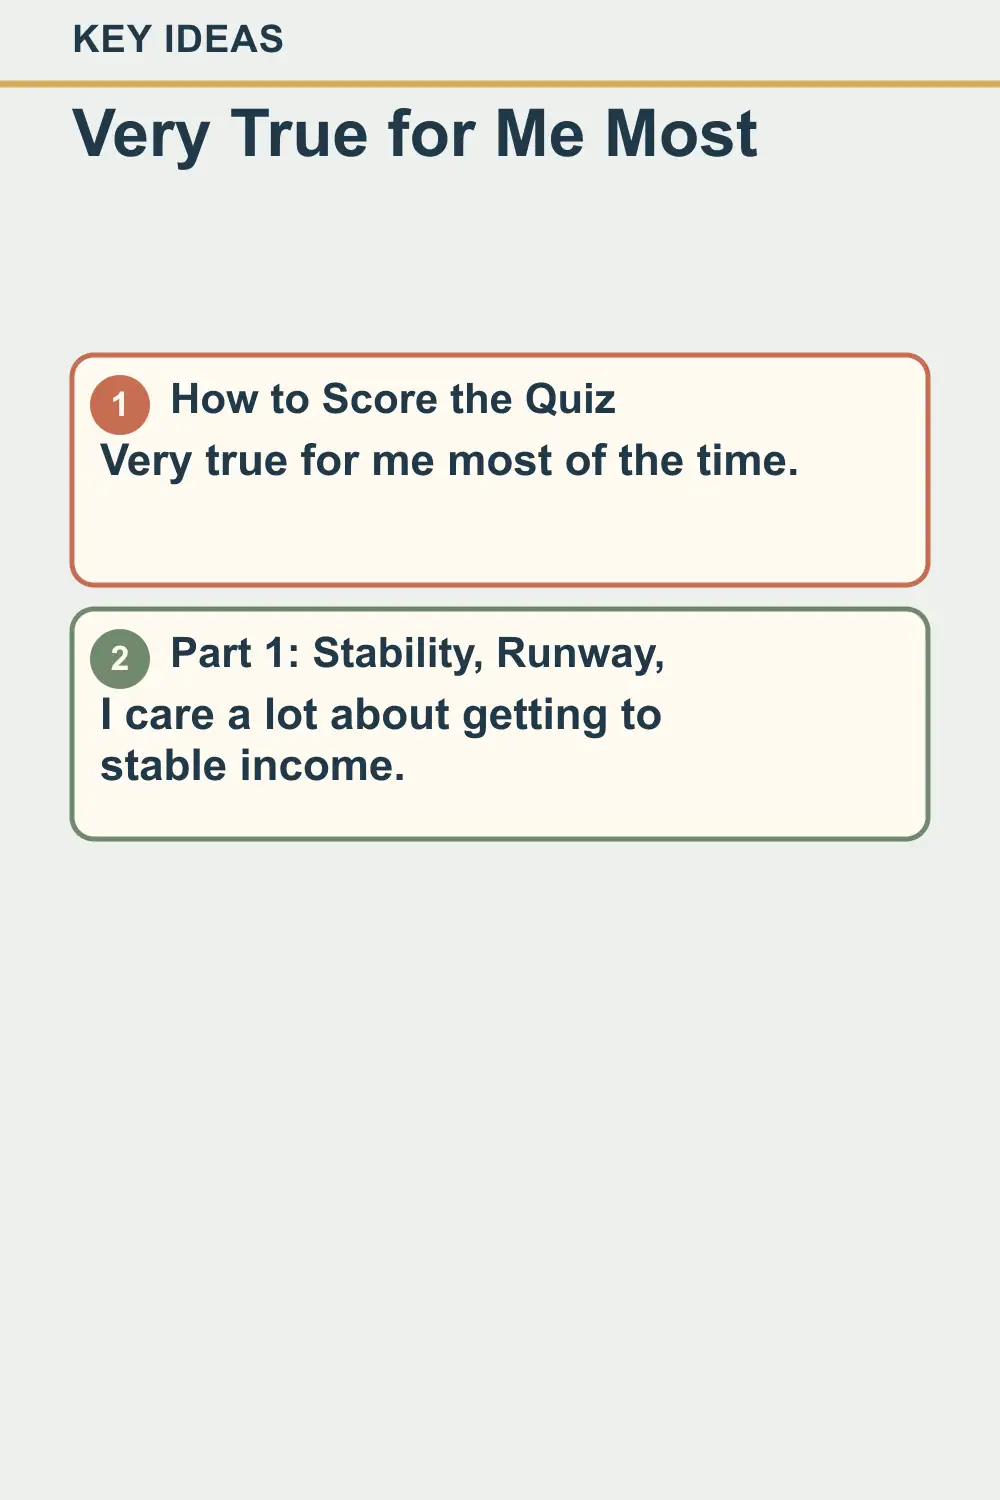 KEY IDEAS
Very True for Me Most
1 How to Score the Quiz
Very true for me most of the time.
2 Part 1: Stability, Runway,
I care a lot about getting to
stable income.